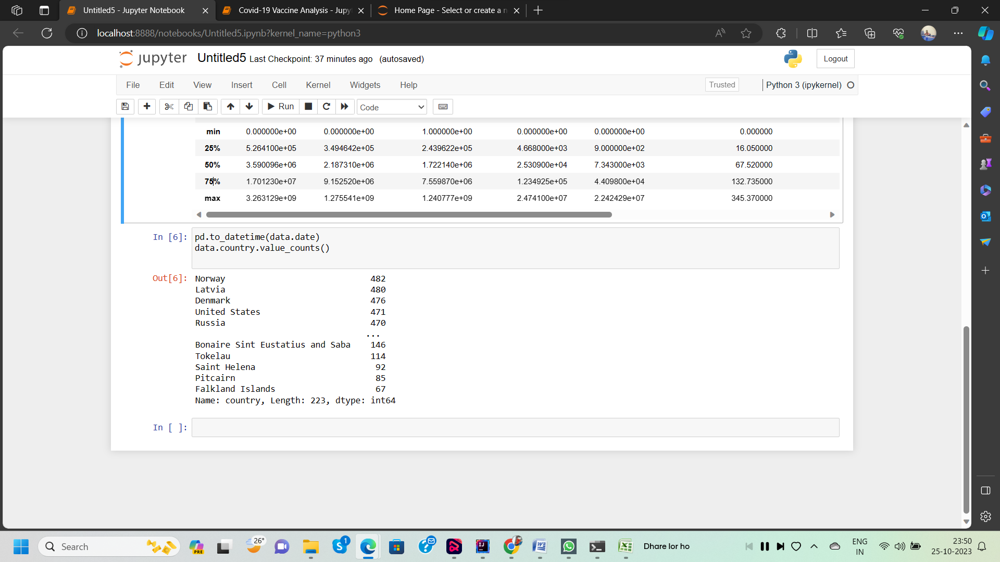 Untitled5 - Jupyter Notebook
Covid-19 Vaccine Analysis - Jupy
Home Page - Select or create a n
localhost:8888/notebooks/Untitled5.ipynb?kernel_name=python3
jupyter Untitled5 Last Checkpoint: 37 minutes ago (autosaved)
Logout
File Edit View Insert Cell Kernel Widgets Help
Trusted
Python 3 (ipykernel)
Run
Code
min 0.000000e+00 0.000000e+00 1.000000e+00 0.000000e+00 0.000000e+00 0.000000
25% 5.264100e+05 3.494642e+05 2.439622e+05 4.668000e+03 9.000000e+02 16.050000
50% 3.590096e+06 2.187310e+06 1.722140e+06 2.530900e+04 7.343000e+03 67.520000
75% 1.701230e+07 9.152520e+06 7.559870e+06 1.234925e+05 4.409800e+04 132.735000
max 3.263129e+09 1.275541e+09 1.240777e+09 2.474100e+07 2.242429e+07 345.370000
In [6]: pd.to_datetime(data.date)
data.country.value_counts()
Out[6]: Norway 482
Latvia 480
Denmark 476
United States 471
Russia 470
...
Bonaire Sint Eustatius and Saba 146
Tokelau 114
Saint Helena 92
Pitcairn 85
Falkland Islands 67
Name: country, Length: 223, dtype: int64
In [ ]:
Search
PRE
26°
1
IJ
Dhare lor ho
ENG
IN
23:50
25-10-2023